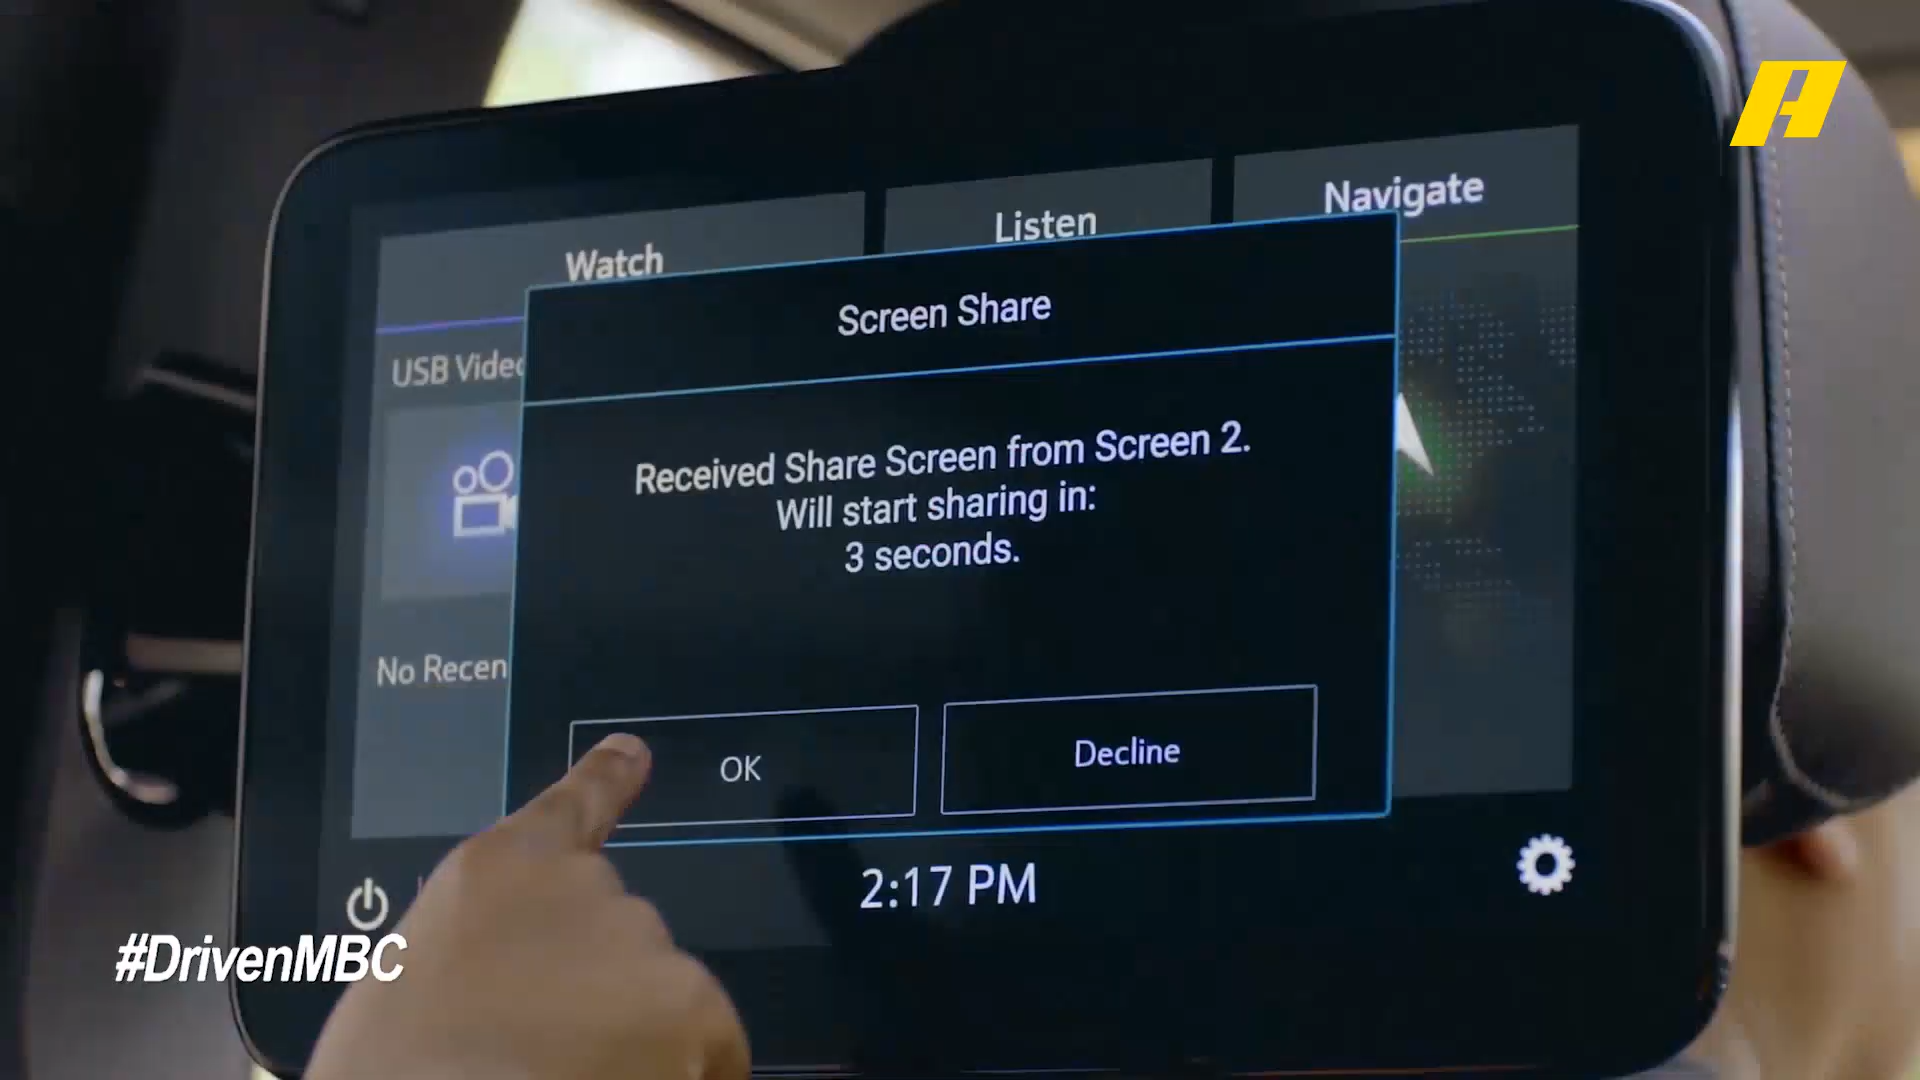 Watch
Listen
Navigate
Screen Share
USB Video
Received Share Screen from Screen 2.
Will start sharing in:
3 seconds.
No Recen
OK
Decline
2:17 PM
#DrivenMBC